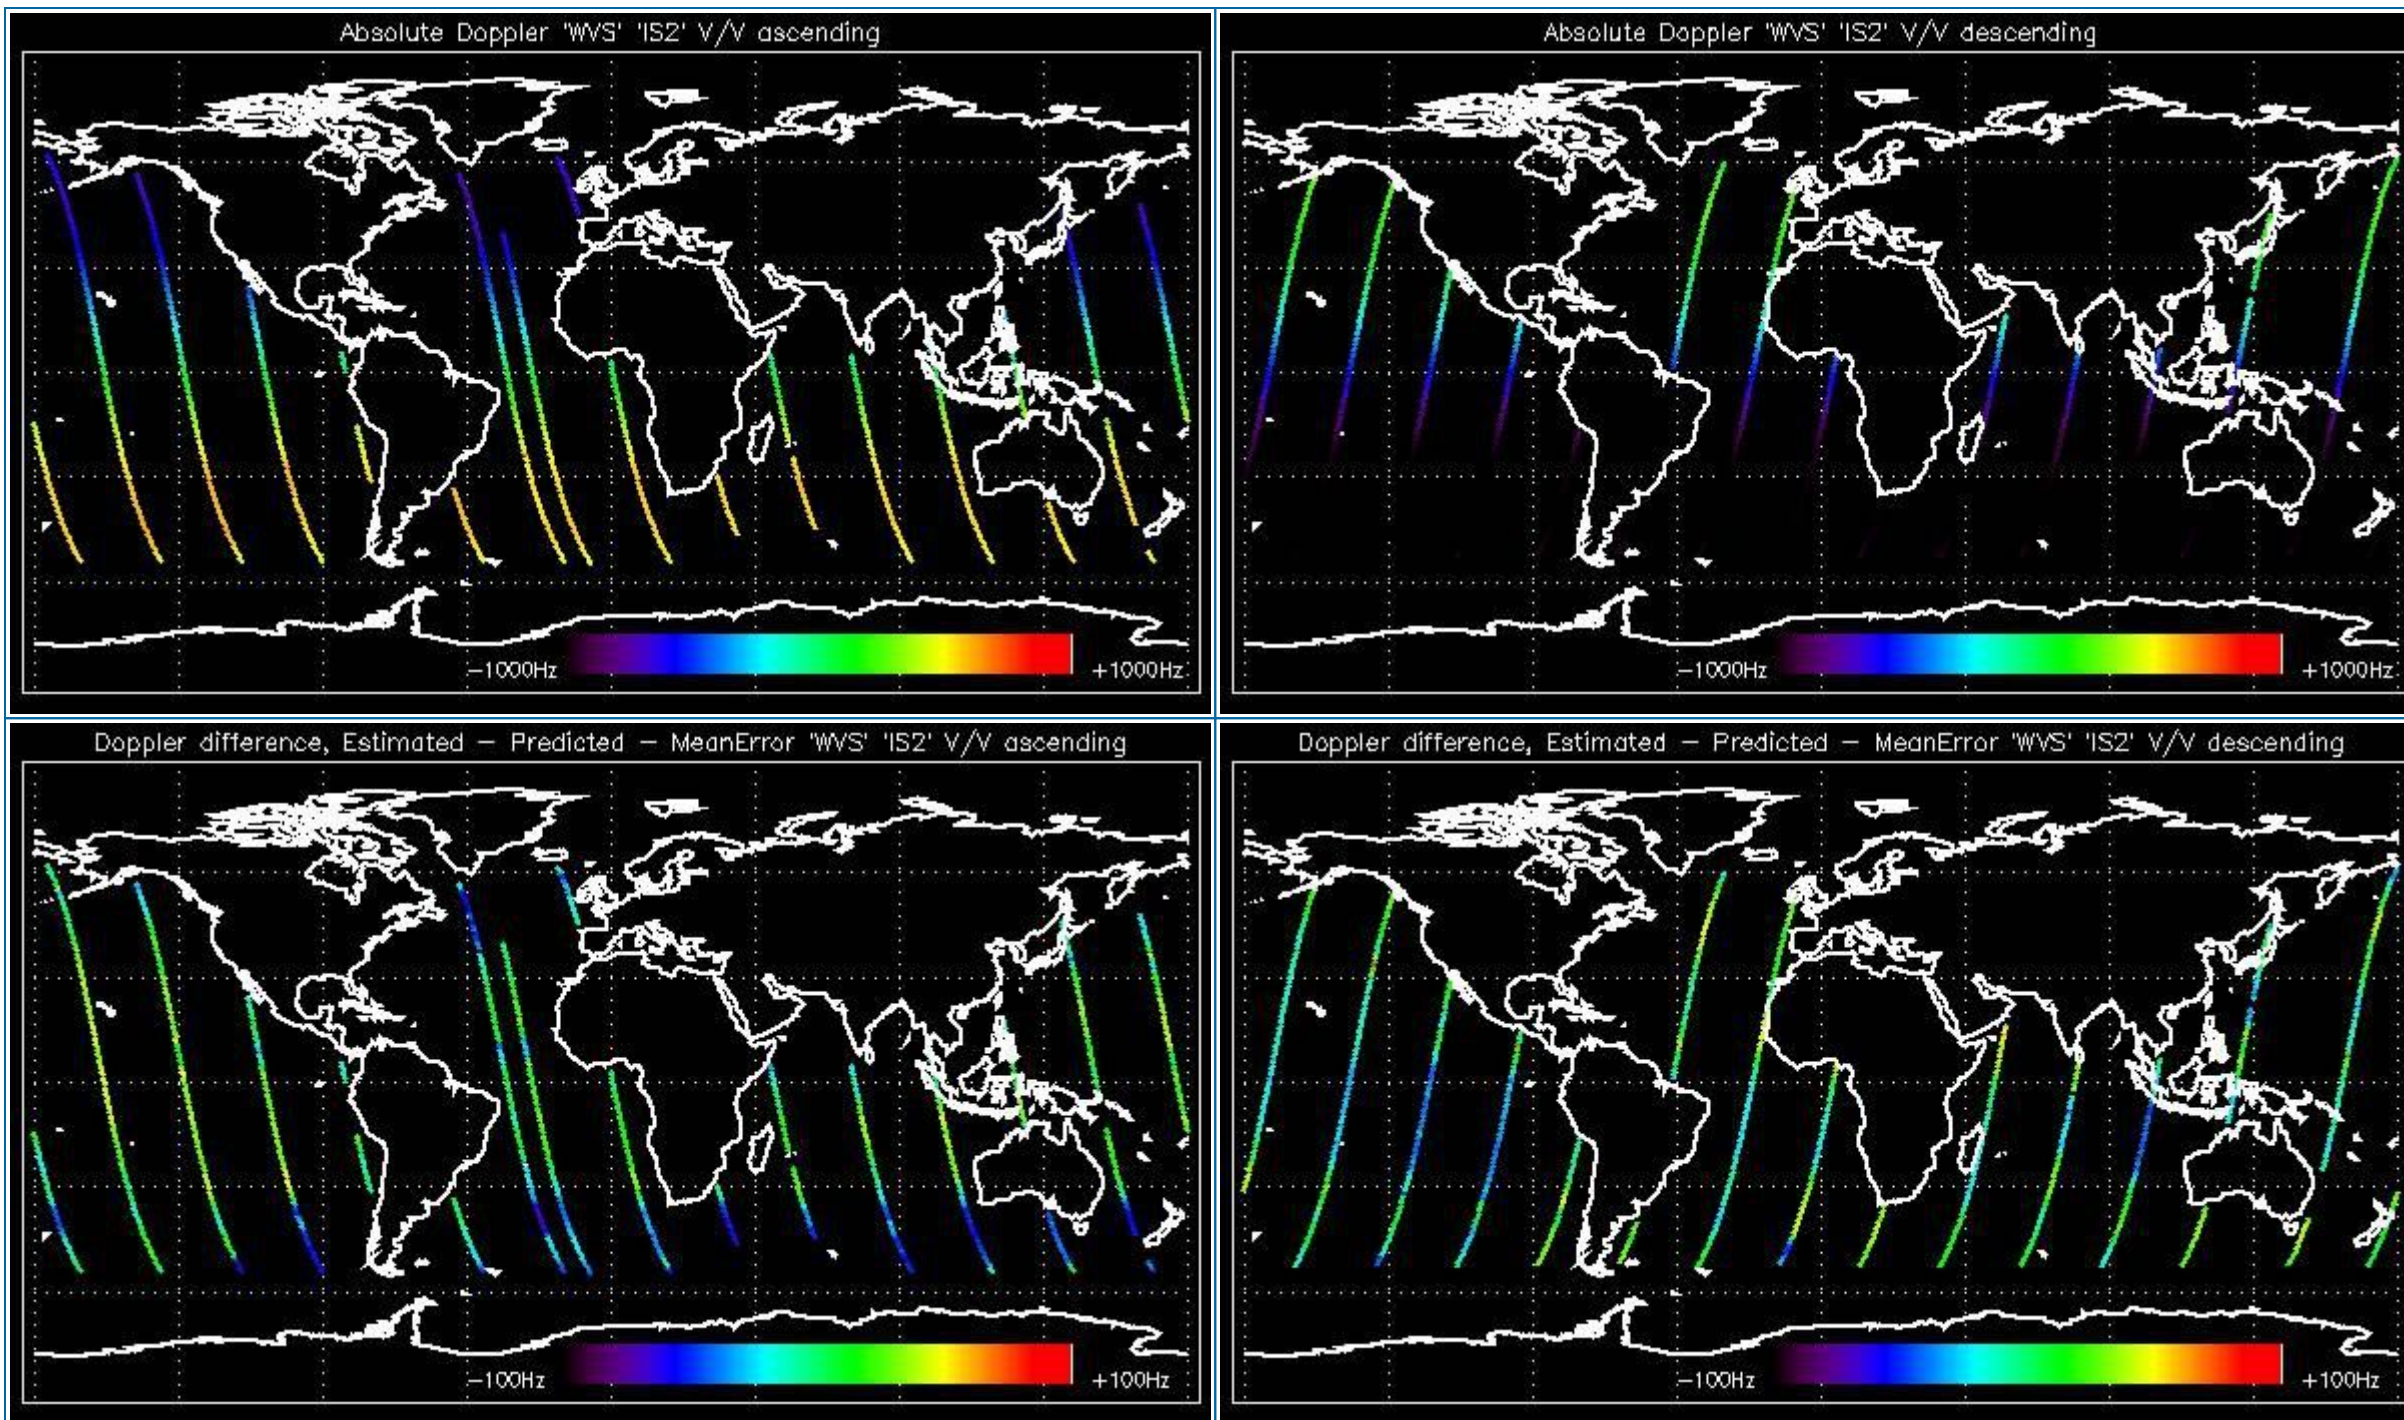 Absolute Doppler 'WVS' 'IS2' V/V ascending
-1000Hz
+1000Hz
Absolute Doppler 'WVS' 'IS2' V/V descending
-1000Hz
+1000Hz
Doppler difference, Estimated - Predicted - MeanError 'WVS' 'IS2' V/V ascending
-100Hz
+100Hz
Doppler difference, Estimated - Predicted - MeanError 'WVS' 'IS2' V/V descending
-100Hz
+100Hz